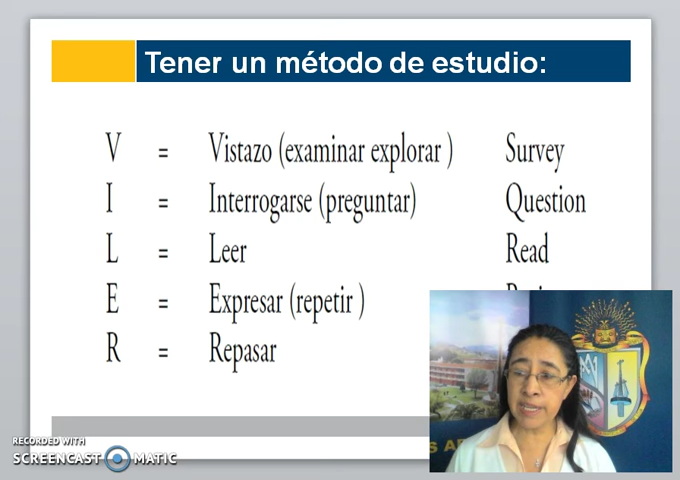 Tener un método de estudio:
V = Vistazo (examinar explorar ) Survey
I = Interrogarse (preguntar) Question
L = Leer Read
E = Expresar (repetir )
R = Repasar
RECORDED WITH
SCREENCAST MATIC